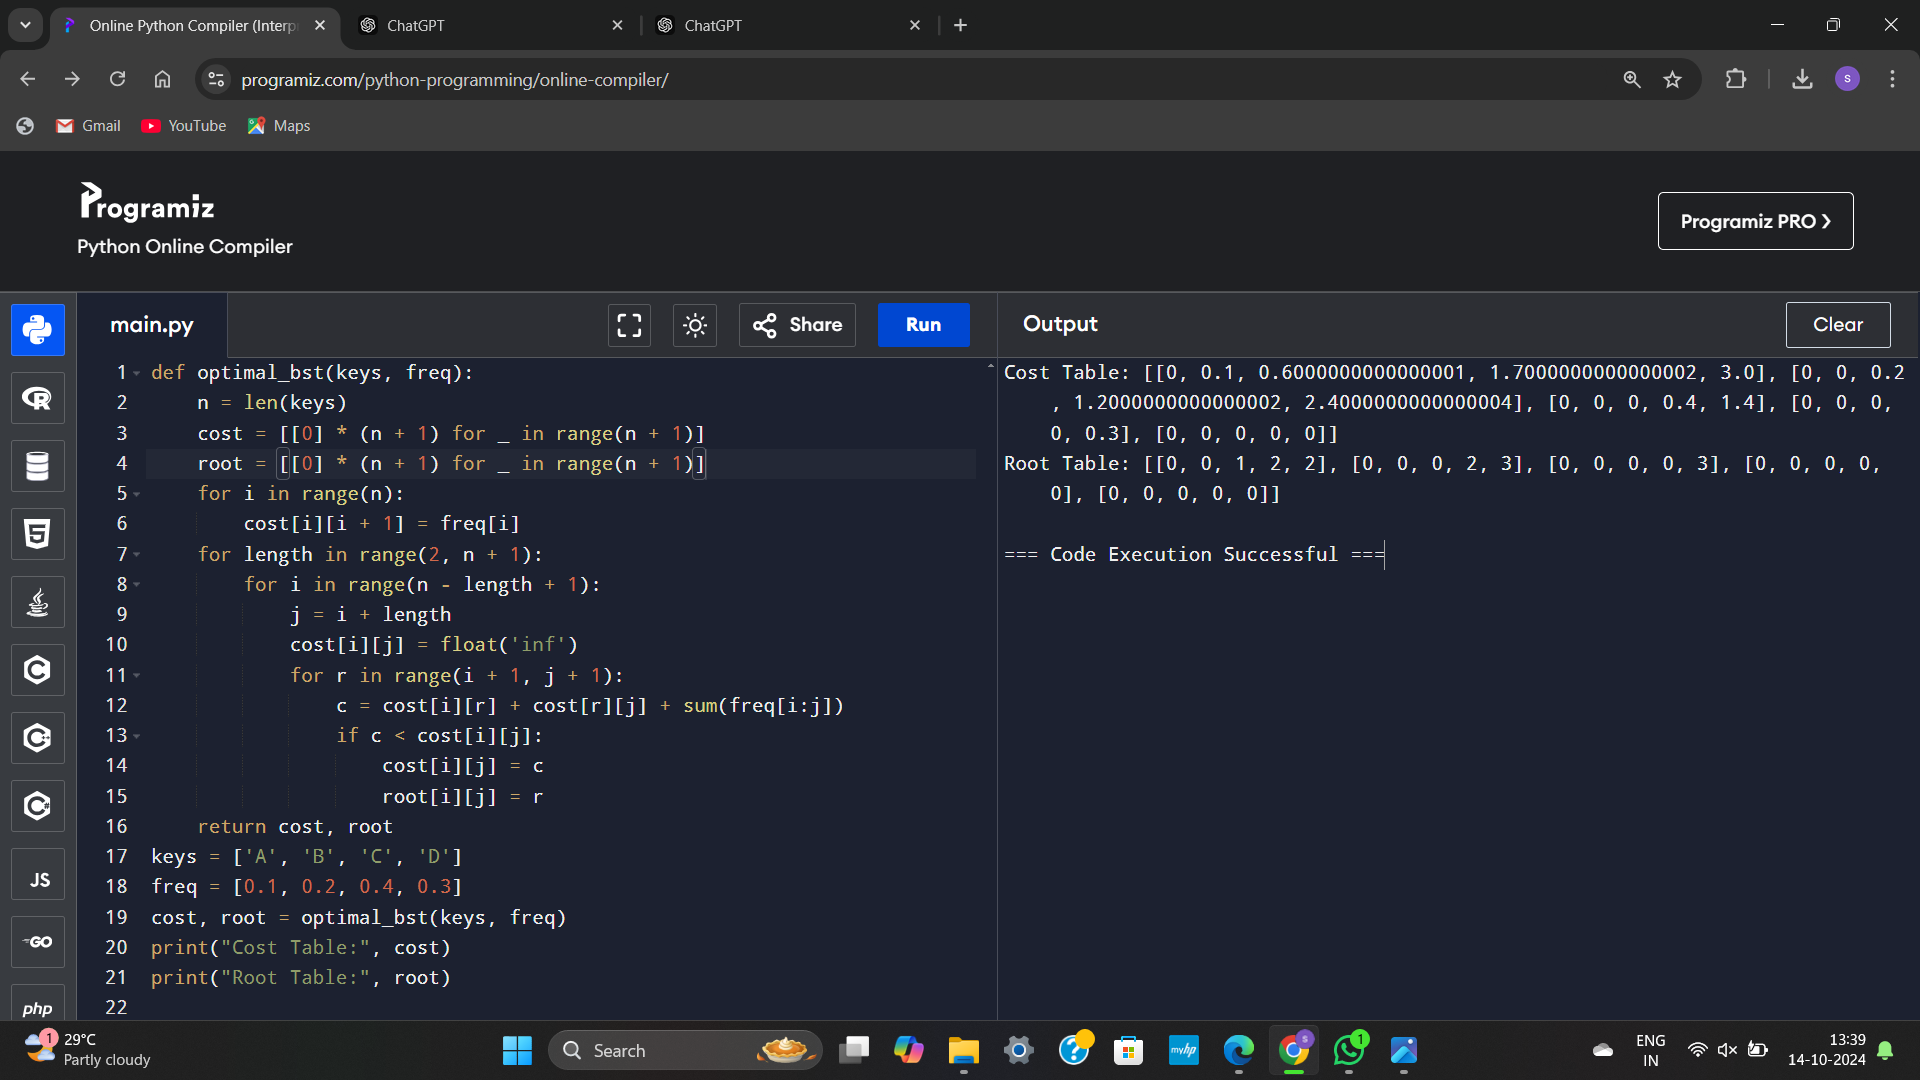 Online Python Compiler (Interp
ChatGPT
ChatGPT
programiz.com/python-programming/online-compiler/
S
Gmail
YouTube
Maps
Programiz
Python Online Compiler
Programiz PRO
main.py
Share
Run
Output
Clear
1 def optimal_bst(keys, freq):
2     n = len(keys)
3     cost = [[0] * (n + 1) for _ in range(n + 1)]
4     root = [[0] * (n + 1) for _ in range(n + 1)]
5     for i in range(n):
6         cost[i][i + 1] = freq[i]
7     for length in range(2, n + 1):
8         for i in range(n - length + 1):
9             j = i + length
10             cost[i][j] = float('inf')
11             for r in range(i + 1, j + 1):
12                 c = cost[i][r] + cost[r][j] + sum(freq[i:j])
13                 if c < cost[i][j]:
14                     cost[i][j] = c
15                     root[i][j] = r
16     return cost, root
17 keys = ['A', 'B', 'C', 'D']
18 freq = [0.1, 0.2, 0.4, 0.3]
19 cost, root = optimal_bst(keys, freq)
20 print("Cost Table:", cost)
21 print("Root Table:", root)
22
Cost Table: [[0, 0.1, 0.6000000000000001, 1.7000000000000002, 3.0], [0, 0, 0.2
, 1.2000000000000002, 2.4000000000000004], [0, 0, 0, 0.4, 1.4], [0, 0, 0,
0, 0.3], [0, 0, 0, 0, 0]]
Root Table: [[0, 0, 1, 2, 2], [0, 0, 0, 2, 3], [0, 0, 0, 0, 3], [0, 0, 0, 0,
0], [0, 0, 0, 0, 0]]
=== Code Execution Successful ===
R
5
C
C++
C#
JS
GO
php
1
29°C
Partly cloudy
Search
myhp
S
1
ENG
IN
13:39
14-10-2024